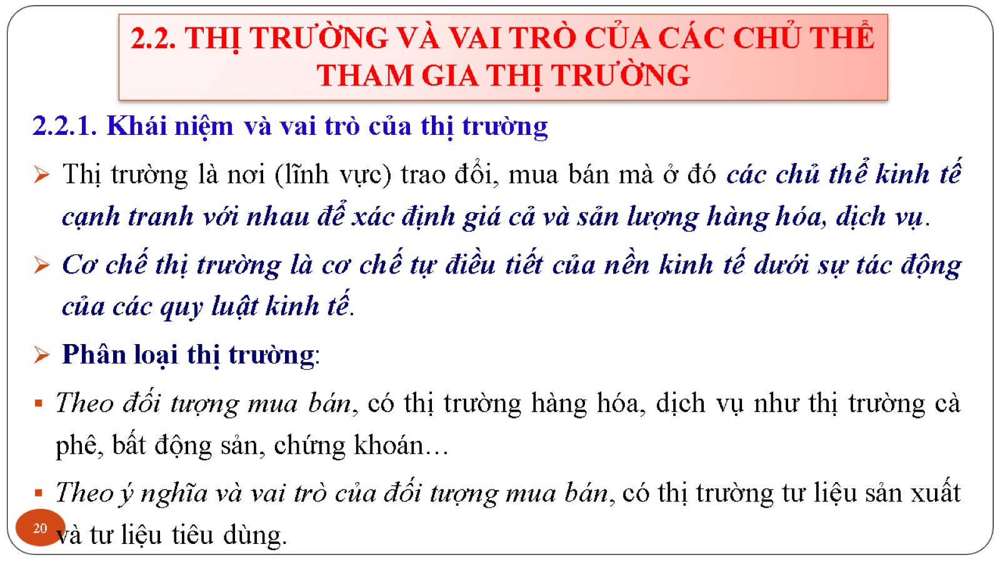 2.2. THỊ TRƯỜNG VÀ VAI TRÒ CỦA CÁC CHỦ THỂ
THAM GIA THỊ TRƯỜNG
2.2.1. Khái niệm và vai trò của thị trường
Thị trường là nơi (lĩnh vực) trao đổi, mua bán mà ở đó các chủ thể kinh tế
cạnh tranh với nhau để xác định giá cả và sản lượng hàng hóa, dịch vụ.
Cơ chế thị trường là cơ chế tự điều tiết của nền kinh tế dưới sự tác động
của các quy luật kinh tế.
Phân loại thị trường:
Theo đối tượng mua bán, có thị trường hàng hóa, dịch vụ như thị trường cà
phê, bất động sản, chứng khoán…
Theo ý nghĩa và vai trò của đối tượng mua bán, có thị trường tư liệu sản xuất
và tư liệu tiêu dùng.
20